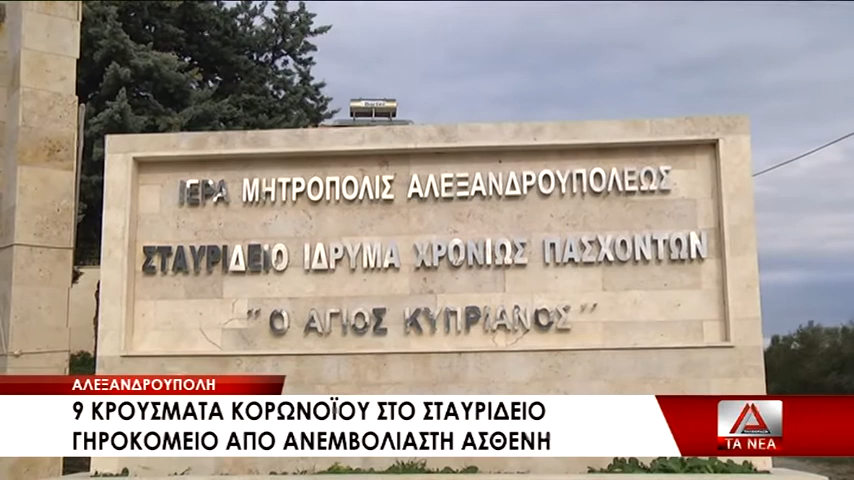 ΙΕΡΑ ΜΗΤΡΟΠΟΛΙΣ ΑΛΕΞΑΝΔΡΟΥΠΟΛΕΩΣ
ΣΤΑΥΡΙΔΕΙΟ ΙΔΡΥΜΑ ΧΡΟΝΙΩΣ ΠΑΣΧΟΝΤΩΝ
"Ο ΑΓΙΟΣ ΚΥΠΡΙΑΝΟΣ"
ΑΛΕΞΑΝΔΡΟΥΠΟΛΗ
9 ΚΡΟΥΣΜΑΤΑ ΚΟΡΩΝΟΪΟΥ ΣΤΟ ΣΤΑΥΡΙΔΕΙΟ
ΓΗΡΟΚΟΜΕΙΟ ΑΠΟ ΑΝΕΜΒΟΛΙΑΣΤΗ ΑΣΘΕΝΗ
ΤΑ ΝΕΑ